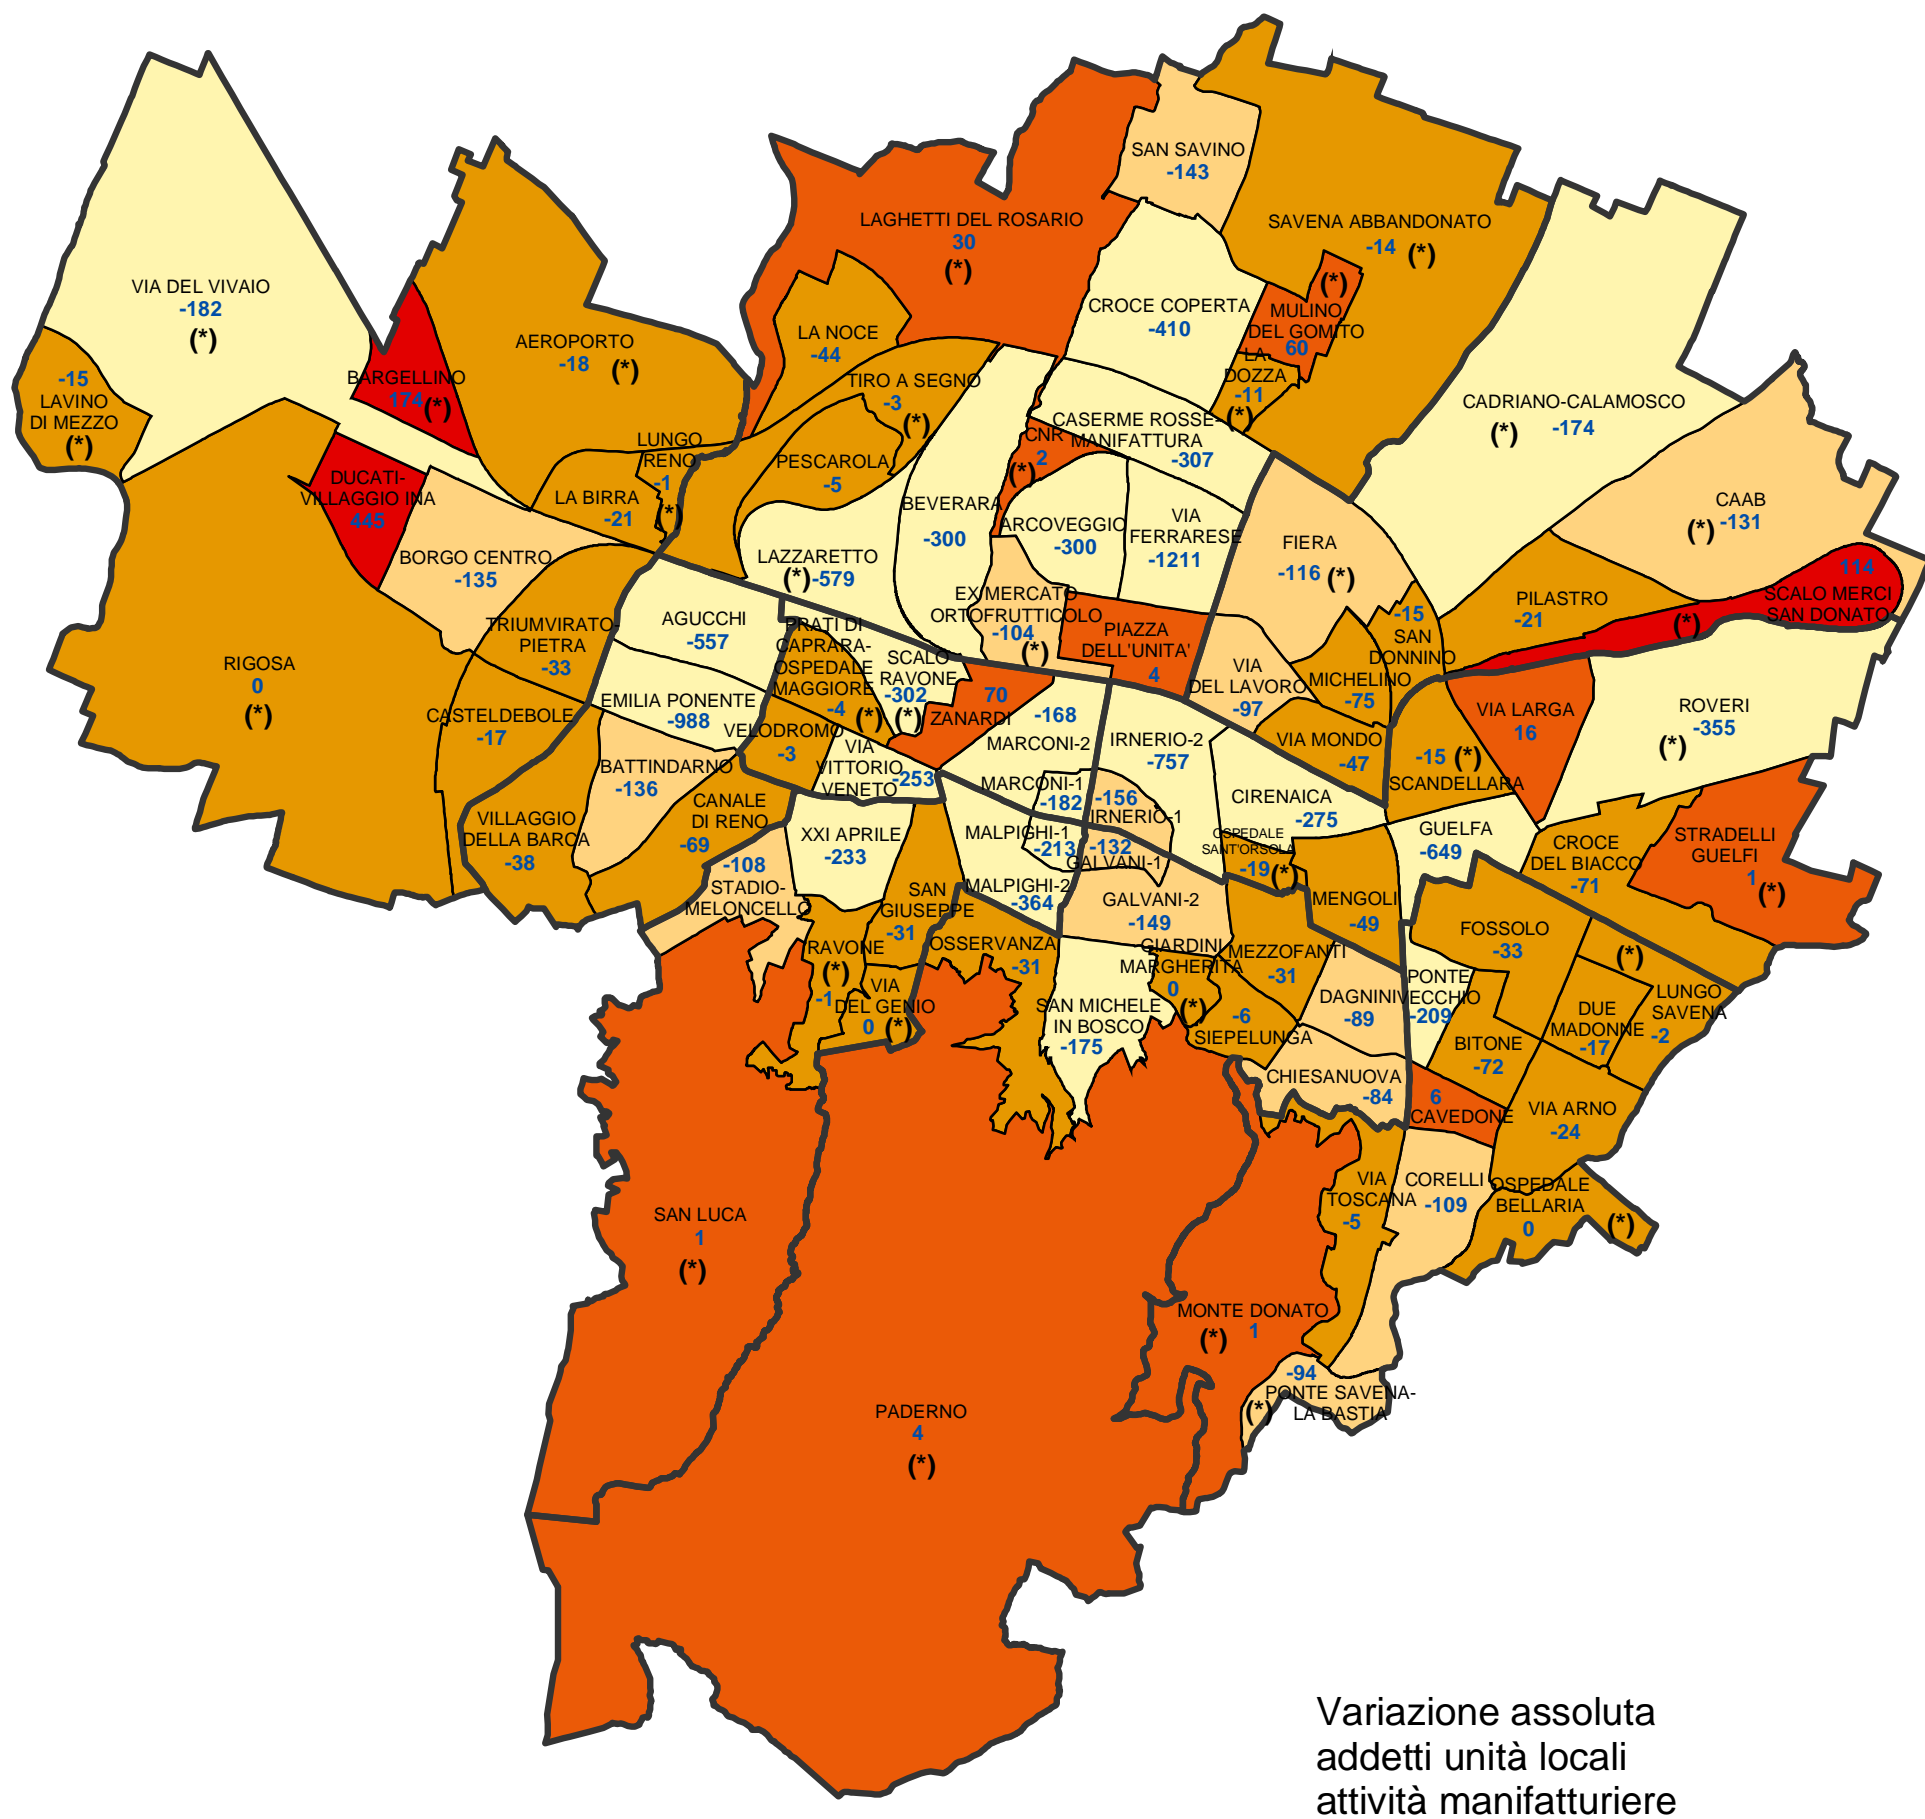 SAN SAVINO
-143
LAGHETTI DEL ROSARIO
30
(*)
SAVENA ABBANDONATO
-14 (*)
VIA DEL VIVAIO
-182
(*)
CROCE COPERTA
-410
(*)
MULINO
DEL GOMITO
60
LA NOCE
-44
AEROPORTO
-18 (*)
LA
DOZZA
-11
(*)
-15
LAVINO
DI MEZZO
(*)
BARGELLINO
174 (*)
TIRO A SEGNO
-3
(*)
CADRIANO-CALAMOSCO
(*) -174
CASERME ROSSE-
MANIFATTURA
-307
CNR
2
(*)
LUNGO
RENO
-1
(*)
PESCAROLA
-5
DUCATI-
VILLAGGIO INA
445
LA BIRRA
-21
BEVERARA
-300
ARCOVEGGIO
-300
VIA
FERRARESE
-1211
CAAB
(*) -131
FIERA
-116 (*)
BORGO CENTRO
-135
LAZZARETTO
(*) -579
114
SCALO MERCI
SAN DONATO
(*)
EX MERCATO
ORTOFRUTTICOLO
-104
(*)
PILASTRO
-21
-15
SAN
DONNINO
AGUCCHI
-557
TRIUMVIRATO-
PIETRA
-33
PRATI DI
CAPRARA-
OSPEDALE
MAGGIORE
-4 (*)
PIAZZA
DELL'UNITA'
4
RIGOSA
0
(*)
SCALO
RAVONE
-302
(*)
VIA
DEL LAVORO
-97
MICHELINO
-75
EMILIA PONENTE
-988
70
ZANARDI
CASTELDEBOLE
-17
VELODROMO
-3
-168
MARCONI-2
IRNERIO-2
-757
VIA MONDO
-47
VIA LARGA
16
ROVERI
(*) -355
BATTINDARNO
-136
VIA
VITTORIO
VENETO
-253
-15 (*)
SCANDELLARA
MARCONI-1
-182
-156
IRNERIO-1
CIRENAICA
-275
CANALE
DI RENO
-69
VILLAGGIO
DELLA BARCA
-38
XXI APRILE
-233
MALPIGHI-1
-213
-132
GALVANI-1
OSPEDALE
SANT'ORSOLA
-19 (*)
GUELFA
-649
CROCE
DEL BIACCO
-71
STRADELLI
GUELFI
1
(*)
-108
STADIO-
MELONCELLO
SAN
GIUSEPPE
-31
MALPIGHI-2
-364
GALVANI-2
-149
MENGOLI
-49
FOSSOLO
-33
RAVONE
(*)
-1
OSSERVANZA
-31
GIARDINI
MARGHERITA
0
(*)
MEZZOFANTI
-31
(*)
VIA
DEL GENIO
0 (*)
SAN MICHELE
IN BOSCO
-175
-6
SIEPELUNGA
DAGNINI
-89
PONTE
VECCHIO
-209
DUE
MADONNE
-17
LUNGO
SAVENA
-2
BITONE
-72
CHIESANUOVA
-84
6
CAVEDONE
VIA ARNO
-24
VIA
TOSCANA
-5
CORELLI
-109
OSPEDALE
BELLARIA
0
(*)
SAN LUCA
1
(*)
MONTE DONATO
(*) 1
-94
PONTE SAVENA-
LA BASTIA
(*)
PADERNO
4
(*)
Variazione assoluta
addetti unità locali
attività manifatturiere